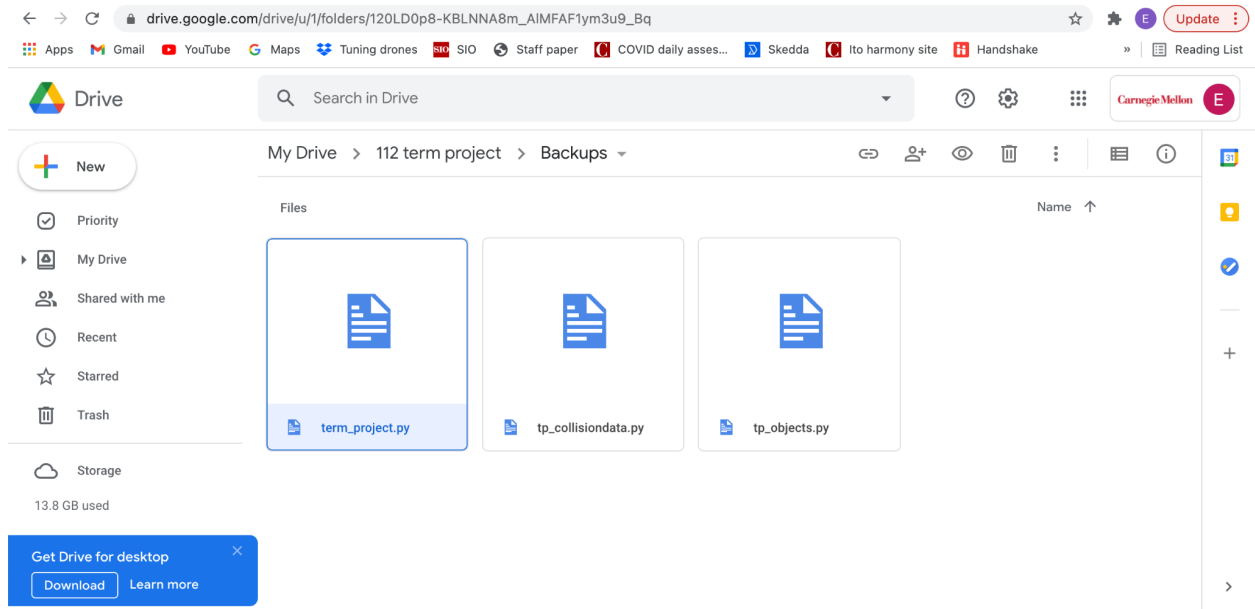 drive.google.com/drive/u/1/folders/120LD0p8-KBLNNA8m_AlMFAF1ym3u9_Bq
E
Update
Apps Gmail YouTube Maps Tuning drones SIO SIO Staff paper COVID daily asses... Skedda Ito harmony site Handshake » Reading List
Drive
Search in Drive
Carnegie Mellon E
New
My Drive > 112 term project > Backups
31
Priority
My Drive
Shared with me
Recent
Starred
Trash
Storage
13.8 GB used
Get Drive for desktop
Download Learn more
Files
Name
term_project.py
tp_collisiondata.py
tp_objects.py